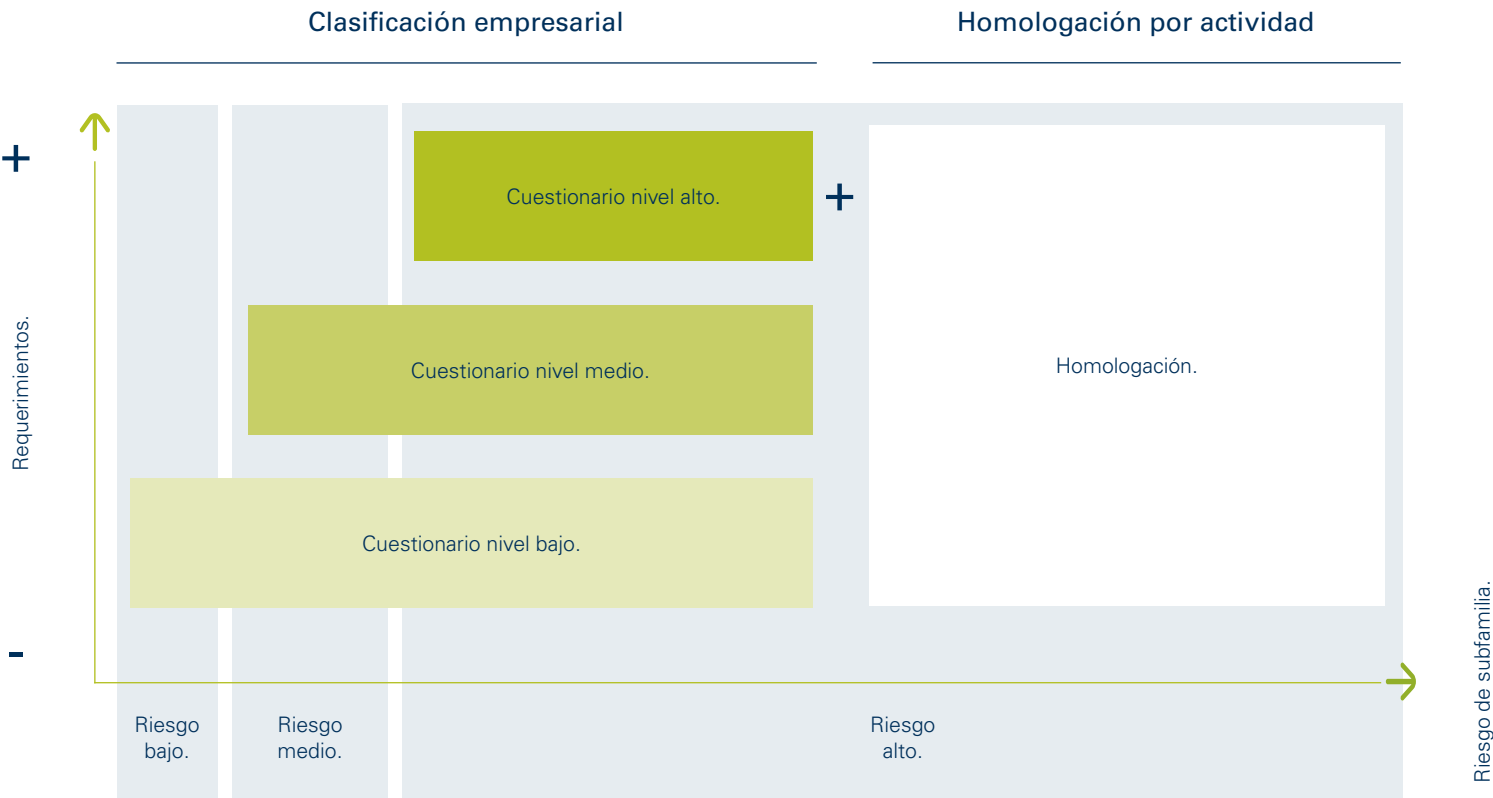 Clasificación empresarial
Homologación por actividad
+
Cuestionario nivel alto.
+
Requerimientos.
Cuestionario nivel medio.
Homologación.
Cuestionario nivel bajo.
-
Riesgo
bajo.
Riesgo
medio.
Riesgo
alto.
Riesgo de subfamilia.